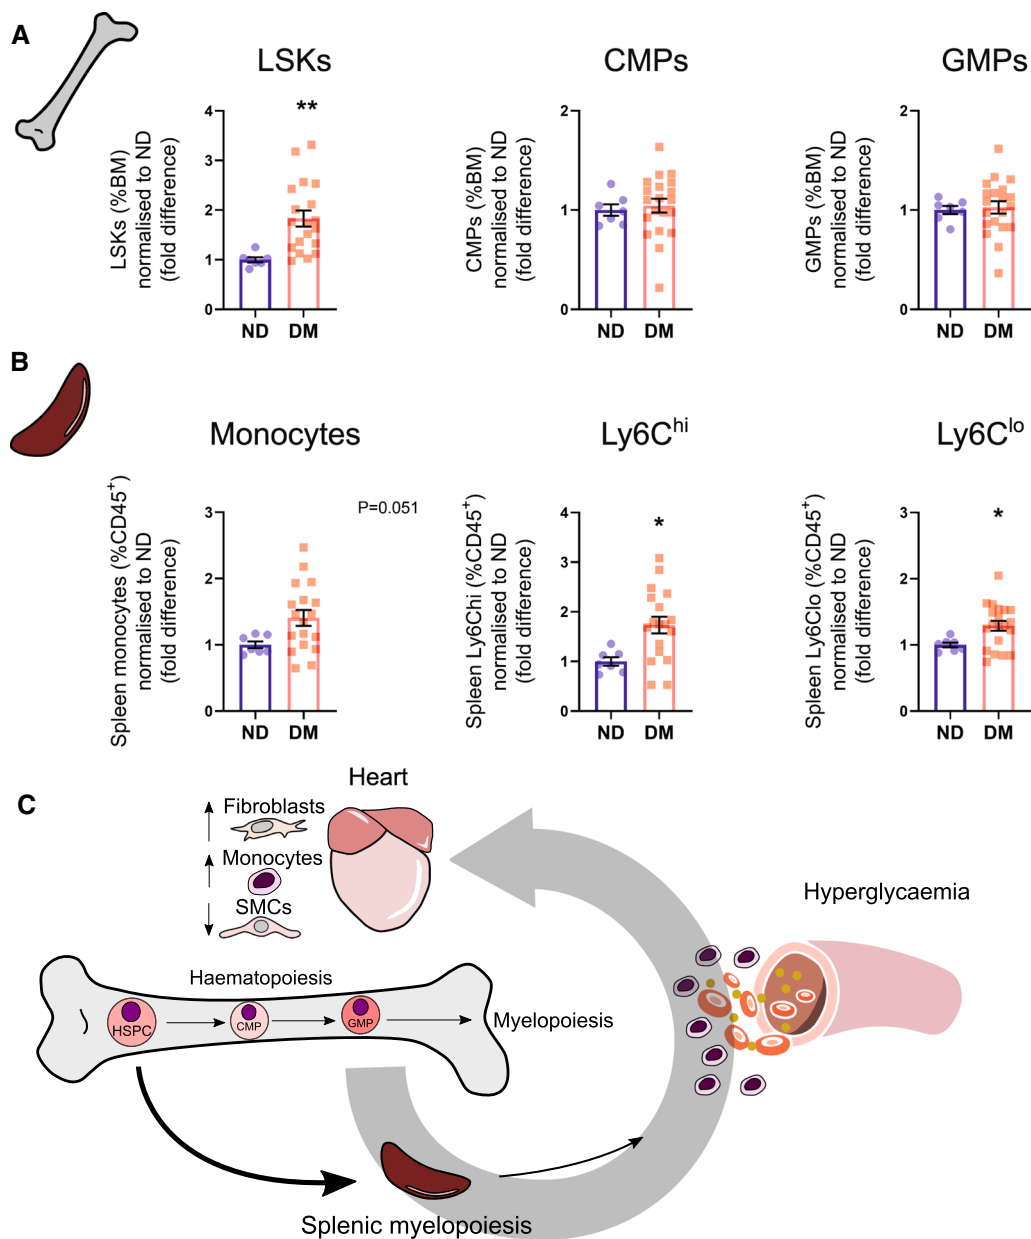 A
LSKs
CMPs
GMPs
LSKs (%BM)
normalised to ND
(fold difference)
4
3
2
1
0
**
ND DM
CMPs (%BM)
normalised to ND
(fold difference)
2
1
0
ND DM
GMPs (%BM)
normalised to ND
(fold difference)
2
1
0
ND DM
B
Monocytes
Ly6Chi
Ly6Clo
Spleen monocytes (%CD45+)
normalised to ND
(fold difference)
3
2
1
0
P=0.051
ND DM
Spleen Ly6Chi (%CD45+)
normalised to ND
(fold difference)
4
3
2
1
0
*
ND DM
Spleen Ly6Clo (%CD45+)
normalised to ND
(fold difference)
3
2
1
0
*
ND DM
C
Heart
Fibroblasts
Monocytes
SMCs
Hyperglycaemia
Haematopoiesis
HSPC
CMP
GMP
Myelopoiesis
Splenic myelopoiesis